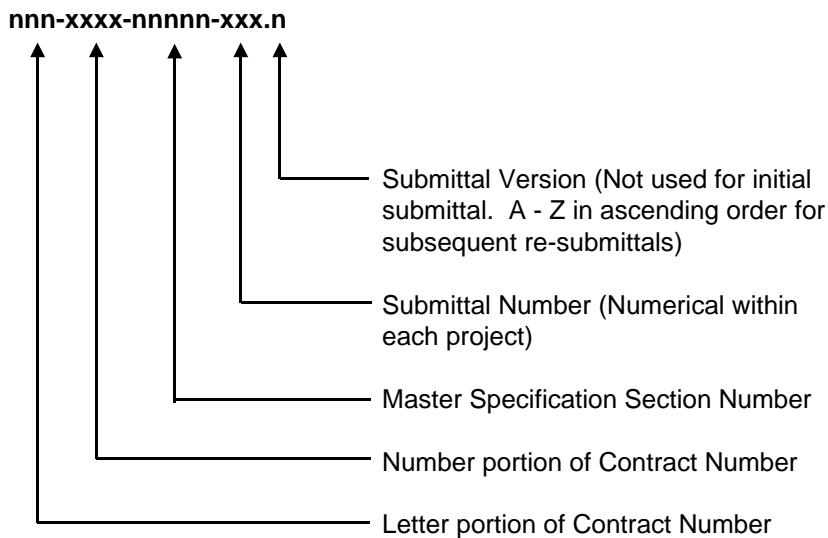 nnn-xxxx-nnnnn-xxx.n
Submittal Version (Not used for initial
submittal.  A - Z in ascending order for
subsequent re-submittals)
Submittal Number (Numerical within
each project)
Master Specification Section Number
Number portion of Contract Number
Letter portion of Contract Number